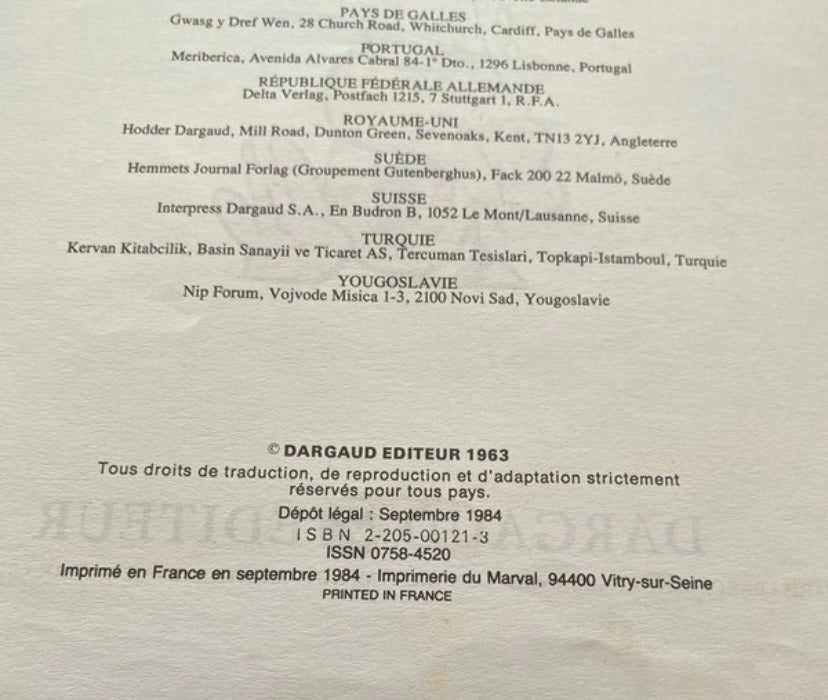 PAYS DE GALLES
Gwasg y Dref Wen, 28 Church Road, Whitchurch, Cardiff, Pays de Galles
PORTUGAL
Meriberica, Avenida Alvares Cabral 84-1° Dto., 1296 Lisbonne, Portugal
RÉPUBLIQUE FÉDÉRALE ALLEMANDE
Delta Verlag, Postfach 1215, 7 Stuttgart 1, R.F.A.
ROYAUME-UNI
Hodder Dargaud, Mill Road, Dunton Green, Sevenoaks, Kent, TN13 2YJ, Angleterre
SUÈDE
Hemmets Journal Forlag (Groupement Gutenberghus), Fack 200 22 Malmö, Suède
SUISSE
Interpress Dargaud S.A., En Budron B, 1052 Le Mont/Lausanne, Suisse
TURQUIE
Kervan Kitabcilik, Basin Sanayii ve Ticaret AS, Tercuman Tesislari, Topkapi-Istamboul, Turquie
YOUGOSLAVIE
Nip Forum, Vojvode Misica 1-3, 2100 Novi Sad, Yougoslavie
© DARGAUD EDITEUR 1963
Tous droits de traduction, de reproduction et d'adaptation strictement
réservés pour tous pays.
Dépôt légal : Septembre 1984
ISBN 2-205-00121-3
ISSN 0758-4520
Imprimé en France en septembre 1984 - Imprimerie du Marval, 94400 Vitry-sur-Seine
PRINTED IN FRANCE